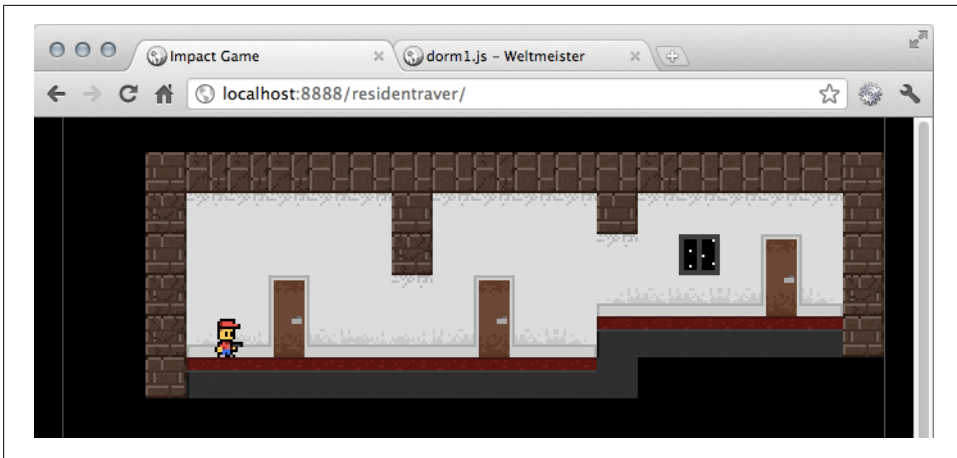 Impact Game
dorm1.js – Weltmeister
localhost:8888/residentraver/